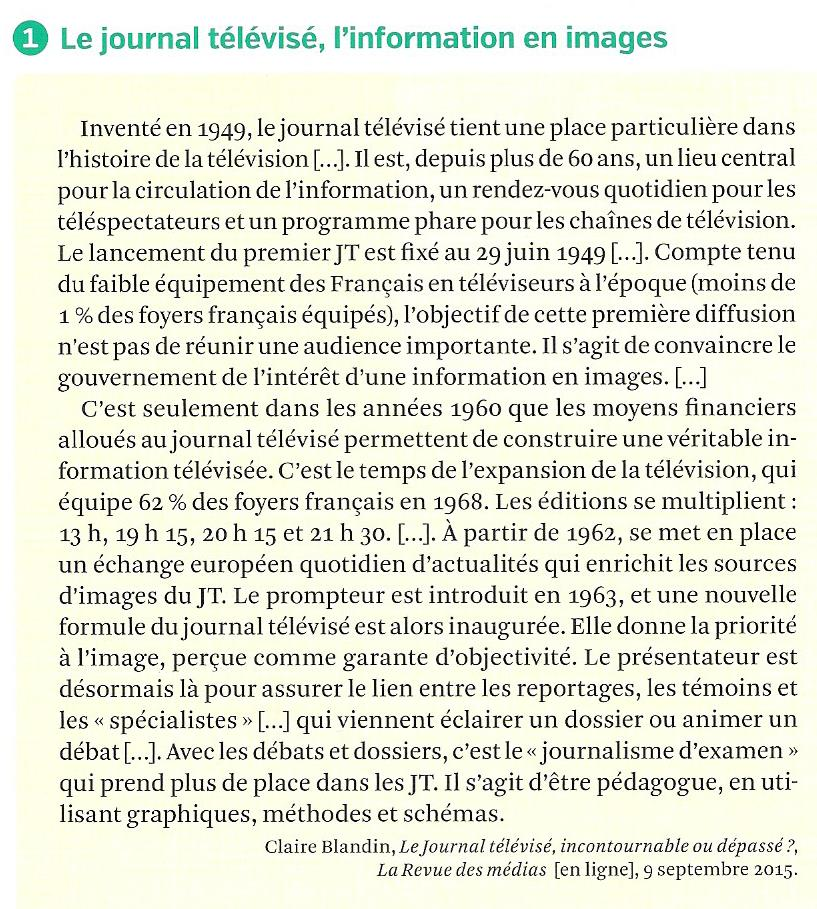 1 Le journal télévisé, l'information en images
Inventé en 1949, le journal télévisé tient une place particulière dans
l'histoire de la télévision [...]. Il est, depuis plus de 60 ans, un lieu central
pour la circulation de l'information, un rendez-vous quotidien pour les
téléspectateurs et un programme phare pour les chaînes de télévision.
Le lancement du premier JT est fixé au 29 juin 1949 [...]. Compte tenu
du faible équipement des Français en téléviseurs à l'époque (moins de
1 % des foyers français équipés), l'objectif de cette première diffusion
n'est pas de réunir une audience importante. Il s'agit de convaincre le
gouvernement de l'intérêt d'une information en images. [...]
C'est seulement dans les années 1960 que les moyens financiers
alloués au journal télévisé permettent de construire une véritable in-
formation télévisée. C'est le temps de l'expansion de la télévision, qui
équipe 62 % des foyers français en 1968. Les éditions se multiplient :
13 h, 19 h 15, 20 h 15 et 21 h 30. [...]. À partir de 1962, se met en place
un échange européen quotidien d'actualités qui enrichit les sources
d'images du JT. Le prompteur est introduit en 1963, et une nouvelle
formule du journal télévisé est alors inaugurée. Elle donne la priorité
à l'image, perçue comme garante d'objectivité. Le présentateur est
désormais là pour assurer le lien entre les reportages, les témoins et
les « spécialistes » [...] qui viennent éclairer un dossier ou animer un
débat [...]. Avec les débats et dossiers, c'est le « journalisme d'examen »
qui prend plus de place dans les JT. Il s'agit d'être pédagogue, en uti-
lisant graphiques, méthodes et schémas.
Claire Blandin, Le Journal télévisé, incontournable ou dépassé ?,
La Revue des médias [en ligne], 9 septembre 2015.